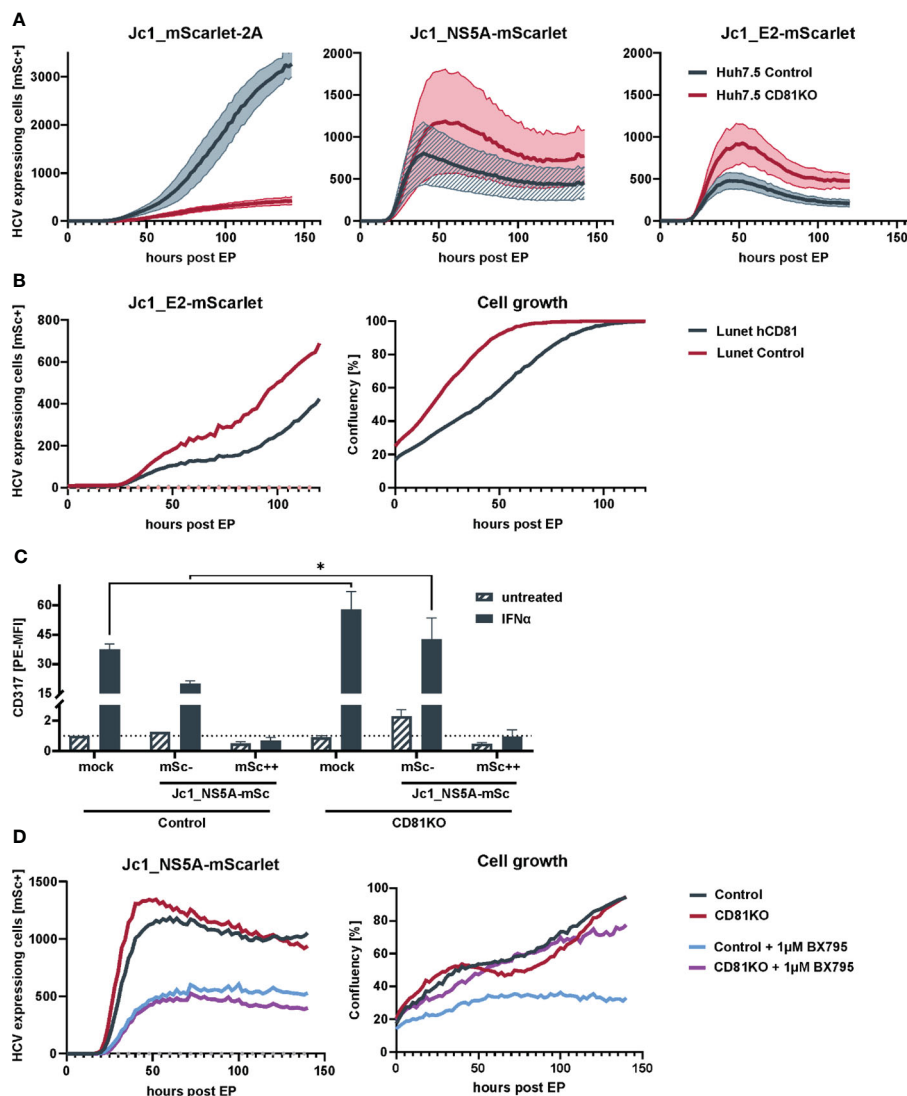 A
Jc1_mScarlet-2A
Jc1_NS5A-mScarlet
Jc1_E2-mScarlet
HCV expressiong cells [mSc+]
3000
2000
1000
0
0 50 100 150
hours post EP
2000
1500
1000
500
0
0 50 100 150
hours post EP
2000
1500
1000
500
0
0 50 100 150
hours post EP
Huh7.5 Control
Huh7.5 CD81KO
B
Jc1_E2-mScarlet
Cell growth
HCV expressiong cells [mSc+]
800
600
400
200
0
0 50 100
hours post EP
Confluency [%]
100
80
60
40
20
0
0 50 100
hours post EP
Lunet hCD81
Lunet Control
C
CD317 [PE-MFI]
60
45
30
15
2
0
*
untreated
IFNα
mock mSc- mSc++ mock mSc- mSc++
Jc1_NS5A-mSc Jc1_NS5A-mSc
Control CD81KO
D
Jc1_NS5A-mScarlet
Cell growth
HCV expressiong cells [mSc+]
1500
1000
500
0
0 50 100 150
hours post EP
Confluency [%]
100
80
60
40
20
0
0 50 100 150
hours post EP
Control
CD81KO
Control + 1µM BX795
CD81KO + 1µM BX795